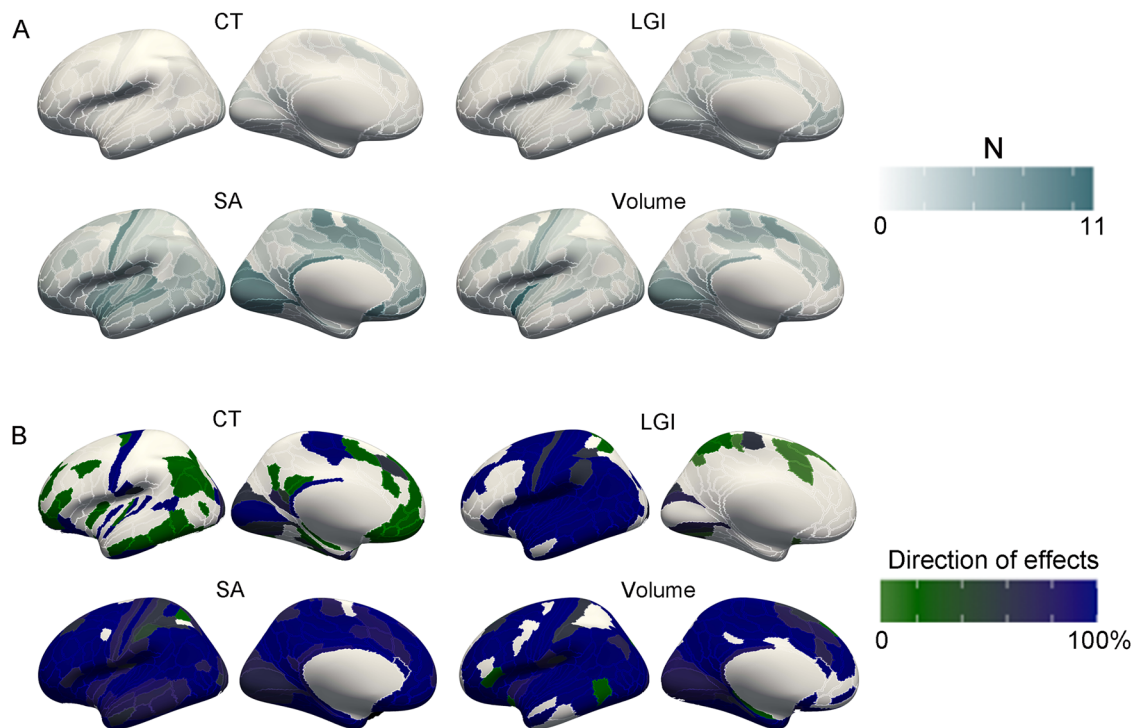 A
CT
LGI
N
0
11
SA
Volume
B
CT
LGI
Direction of effects
0
100%
SA
Volume